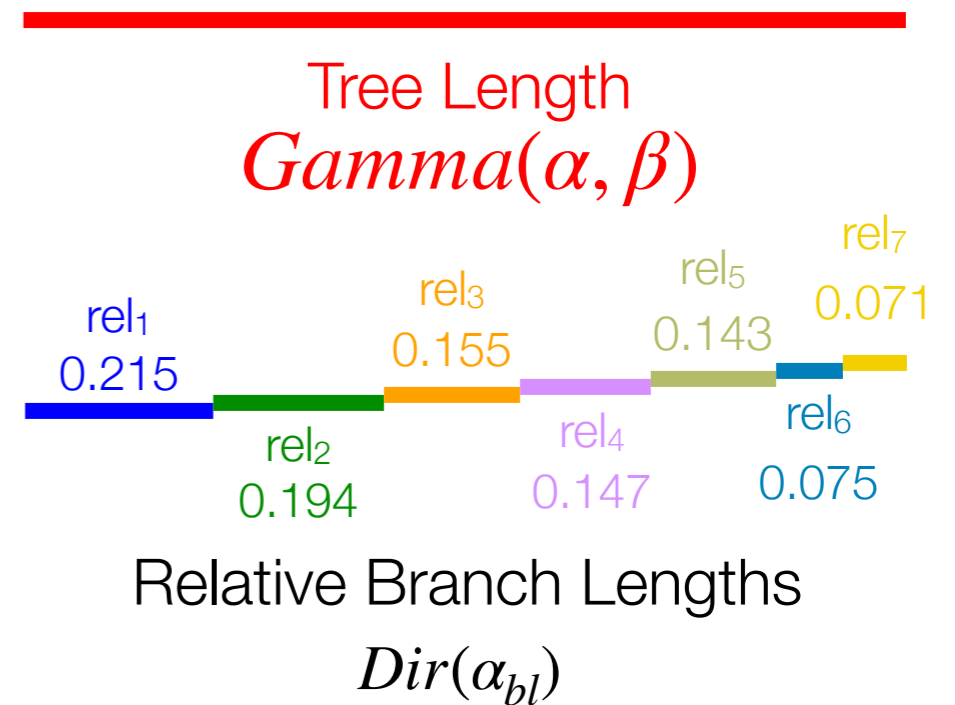 Tree Length
Gamma(α, β)
rel₁
0.215
rel₂
0.194
rel₃
0.155
rel₄
0.147
rel₅
0.143
rel₆
0.075
rel₇
0.071
Relative Branch Lengths
Dir(α_bl)